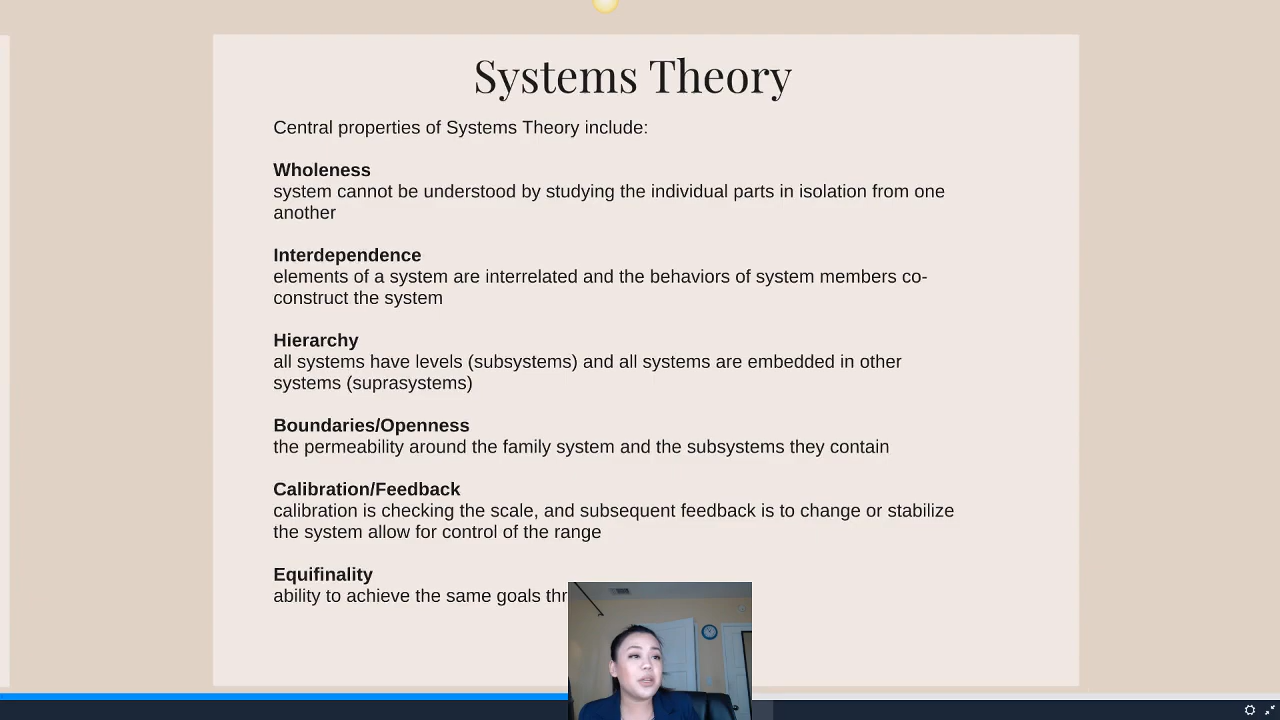 Systems Theory
Central properties of Systems Theory include:
Wholeness
system cannot be understood by studying the individual parts in isolation from one
another
Interdependence
elements of a system are interrelated and the behaviors of system members co-
construct the system
Hierarchy
all systems have levels (subsystems) and all systems are embedded in other
systems (suprasystems)
Boundaries/Openness
the permeability around the family system and the subsystems they contain
Calibration/Feedback
calibration is checking the scale, and subsequent feedback is to change or stabilize
the system allow for control of the range
Equifinality
ability to achieve the same goals